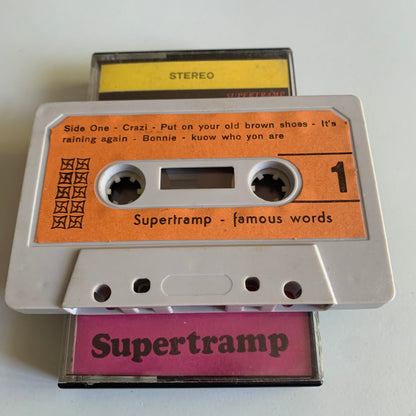 STEREO
SUPERTRAMP
Side One - Crazi - Put on your old brown shoes - It's
raining again - Bonnie - kuow who yon are
1
Supertramp - famous words
Supertramp